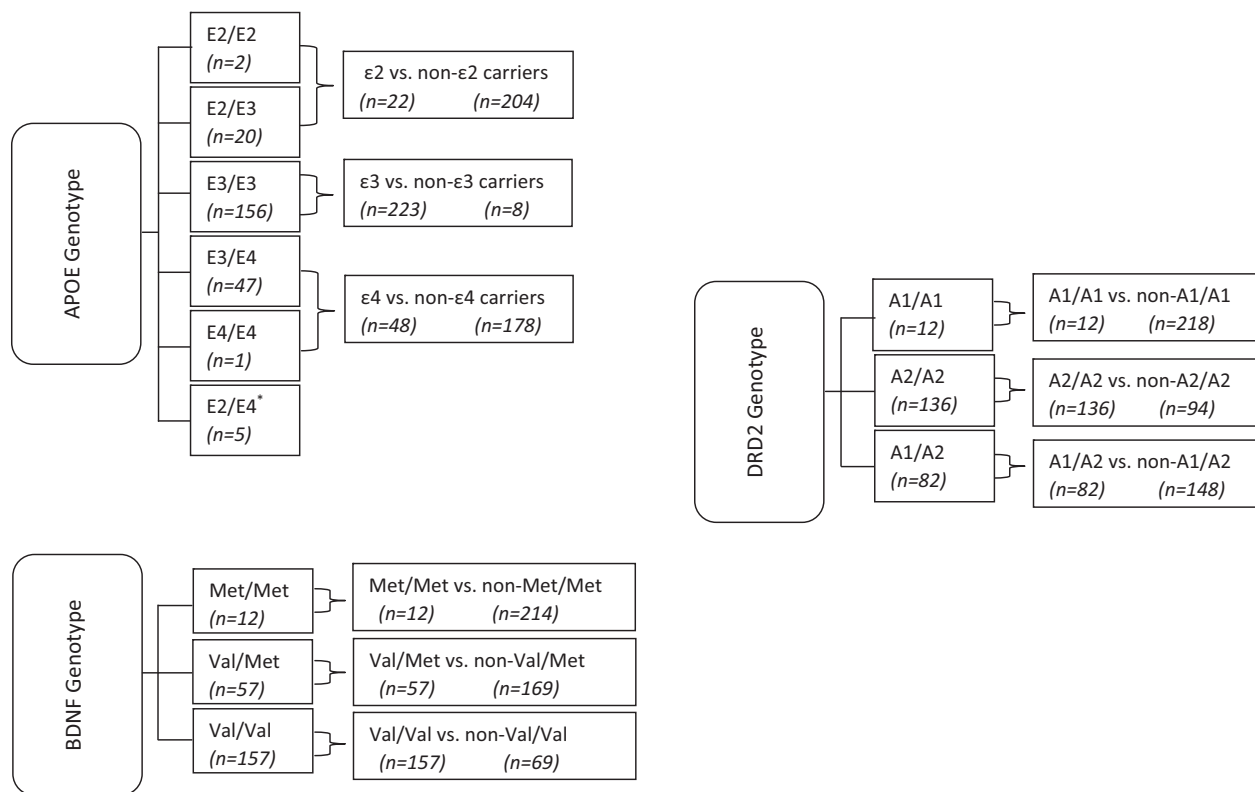 APOE Genotype
E2/E2
(n=2)
E2/E3
(n=20)
E3/E3
(n=156)
E3/E4
(n=47)
E4/E4
(n=1)
E2/E4*
(n=5)
ε2 vs. non-ε2 carriers
(n=22) (n=204)
ε3 vs. non-ε3 carriers
(n=223) (n=8)
ε4 vs. non-ε4 carriers
(n=48) (n=178)
DRD2 Genotype
A1/A1
(n=12)
A2/A2
(n=136)
A1/A2
(n=82)
A1/A1 vs. non-A1/A1
(n=12) (n=218)
A2/A2 vs. non-A2/A2
(n=136) (n=94)
A1/A2 vs. non-A1/A2
(n=82) (n=148)
BDNF Genotype
Met/Met
(n=12)
Val/Met
(n=57)
Val/Val
(n=157)
Met/Met vs. non-Met/Met
(n=12) (n=214)
Val/Met vs. non-Val/Met
(n=57) (n=169)
Val/Val vs. non-Val/Val
(n=157) (n=69)